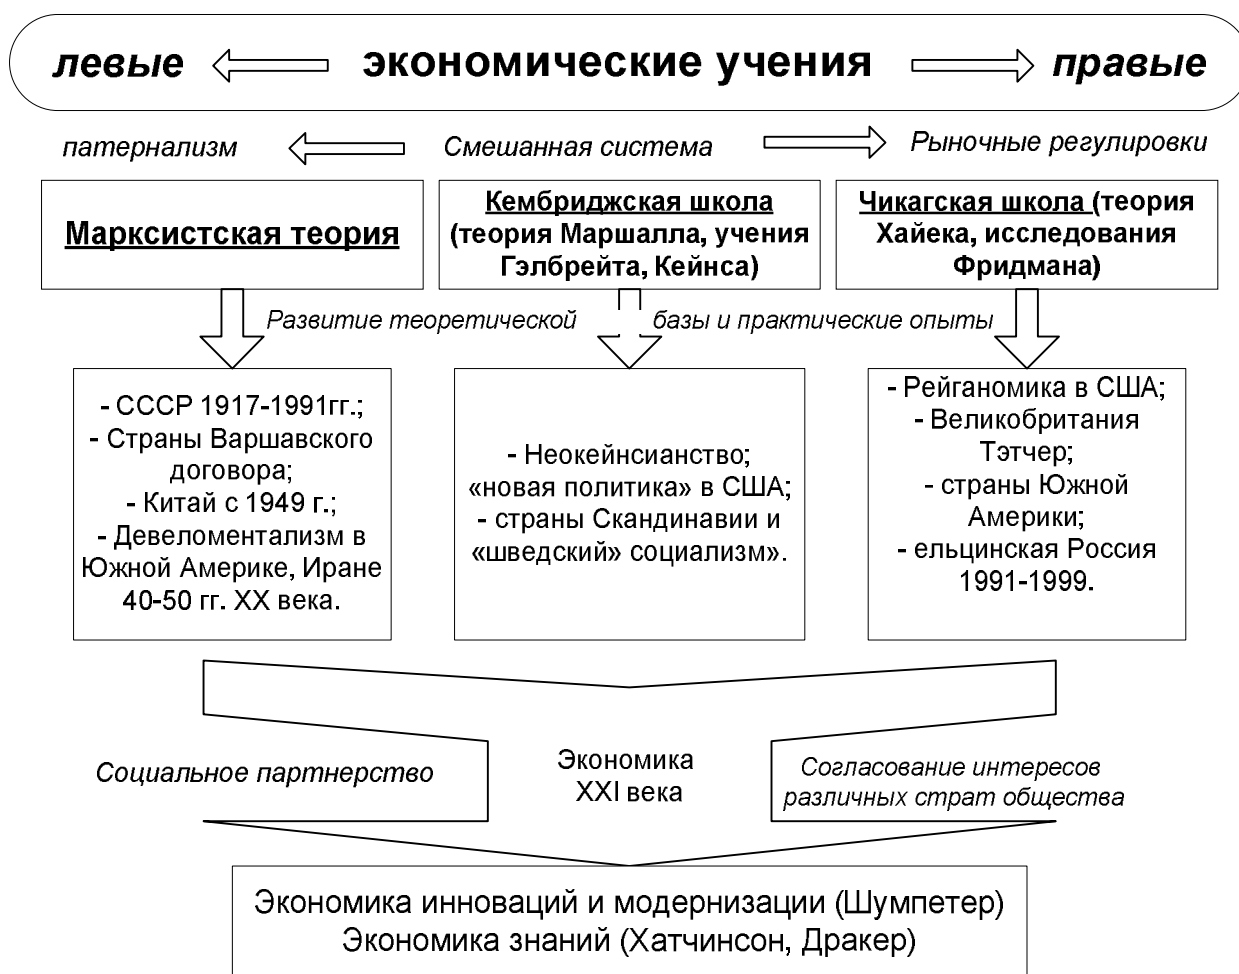 левые экономические учения правые
патернализм Смешанная система Рыночные регулировки
Марксистская теория
Кембриджская школа
(теория Маршалла, учения
Гэлбрейта, Кейнса)
Чикагская школа (теория
Хайека, исследования
Фридмана)
Развитие теоретической базы и практические опыты
- СССР 1917-1991гг.;
- Страны Варшавского
договора;
- Китай с 1949 г.;
- Девеломентализм в
Южной Америке, Иране
40-50 гг. XX века.
- Неокейнсианство;
«новая политика» в США;
- страны Скандинавии и
«шведский» социализм».
- Рейганомика в США;
- Великобритания
Тэтчер;
- страны Южной
Америки;
- ельцинская Россия
1991-1999.
Социальное партнерство
Экономика
XXI века
Согласование интересов
различных страт общества
Экономика инноваций и модернизации (Шумпетер)
Экономика знаний (Хатчинсон, Дракер)